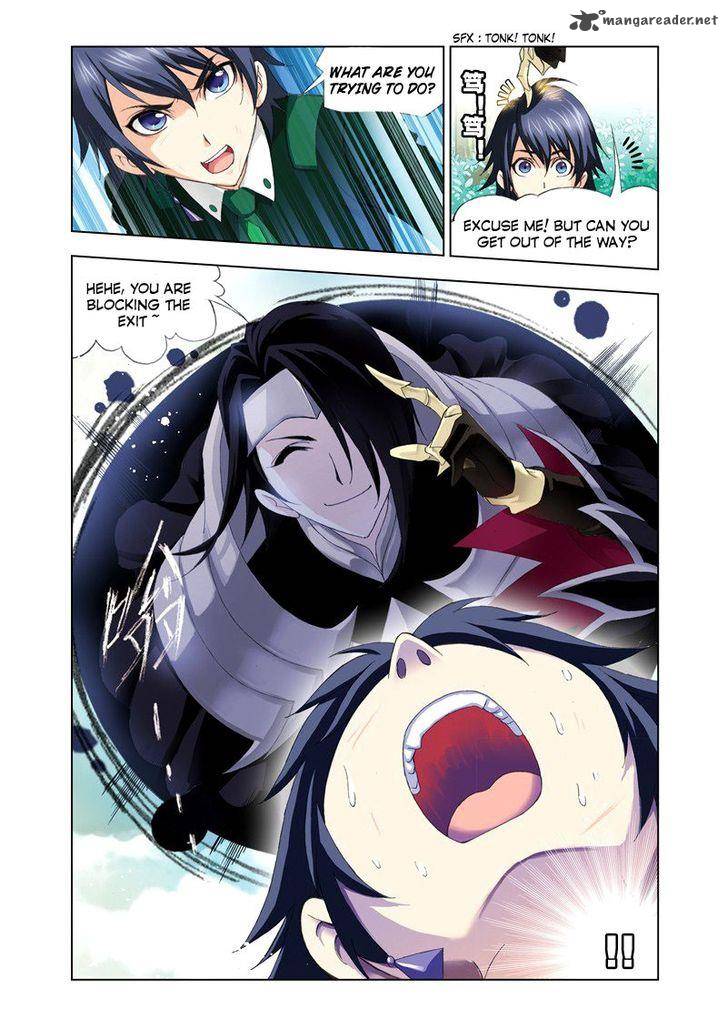 mangareader.net
SFX : TONK! TONK!
WHAT ARE YOU
TRYING TO DO?
笃!笃!
EXCUSE ME! BUT CAN YOU
GET OUT OF THE WAY?
HEHE, YOU ARE
BLOCKING THE
EXIT ~
!!